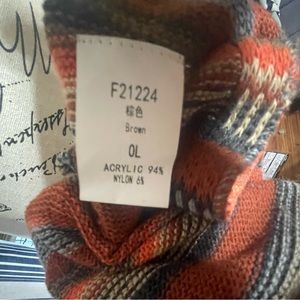 F21224
棕色
Brown
OL
ACRYLIC 94%
NYLON 6%